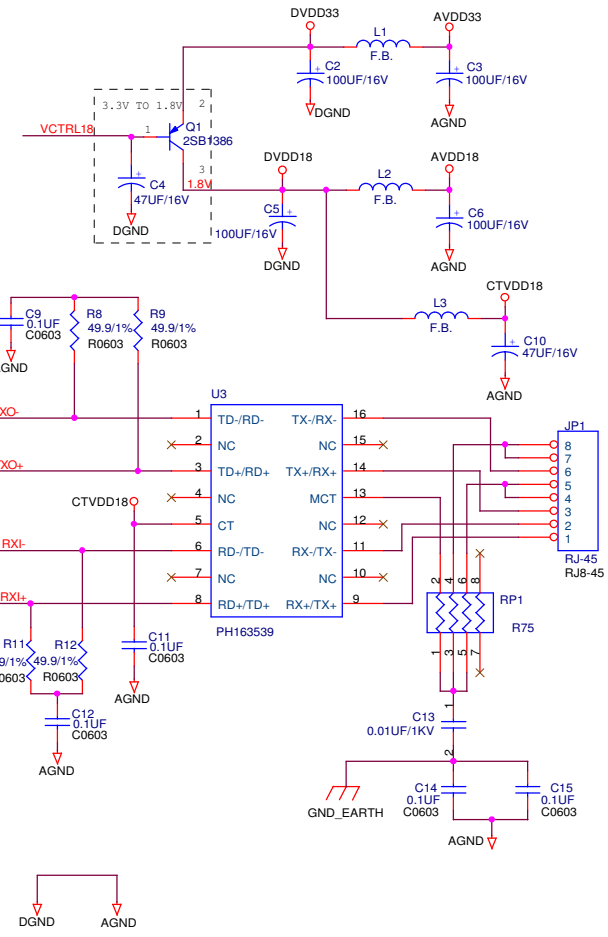 DVDD33
AVDD33
L1
F.B.
C2
100UF/16V
C3
100UF/16V
DGND
AGND
3.3V TO 1.8V
2
VCTRL18
1
Q1
2SB1386
3
1.8V
C4
47UF/16V
DGND
DVDD18
AVDD18
L2
F.B.
C5
100UF/16V
C6
100UF/16V
DGND
AGND
CTVDD18
L3
F.B.
C10
47UF/16V
AGND
C9
0.1UF
C0603
AGND
R8
49.9/1%
R0603
R9
49.9/1%
R0603
XO-
XO+
CTVDD18
RXI-
RXI+
U3
1 TD-/RD- TX-/RX- 16
2 NC NC 15
3 TD+/RD+ TX+/RX+ 14
4 NC MCT 13
5 CT NC 12
6 RD-/TD- RX-/TX- 11
7 NC NC 10
8 RD+/TD+ RX+/TX+ 9
PH163539
JP1
8
7
6
5
4
3
2
1
RJ-45
RJ8-45
R11
9/1%
0603
R12
49.9/1%
R0603
C11
0.1UF
C0603
AGND
C12
0.1UF
C0603
AGND
2 4 6 8
RP1
R75
1 3 5 7
1
C13
0.01UF/1KV
2
GND_EARTH
C14
0.1UF
C0603
C15
0.1UF
C0603
AGND
DGND
AGND